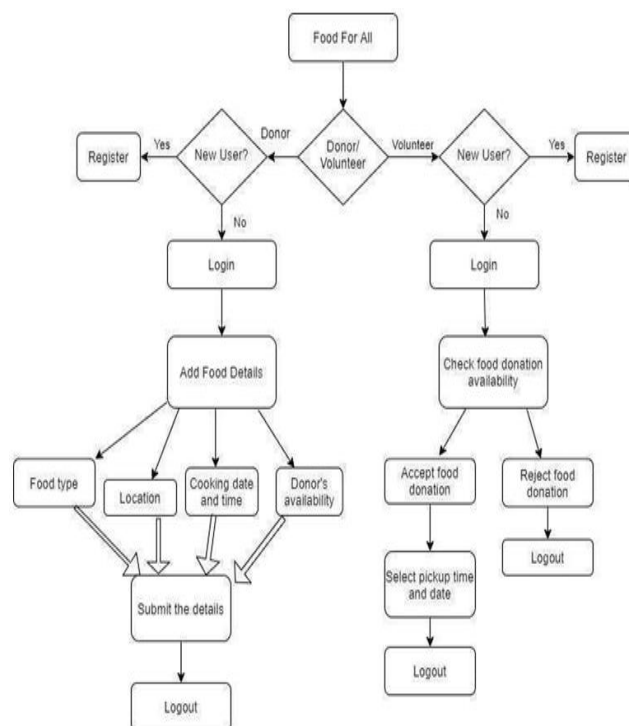 Food For All
Donor/
Volunteer
Donor
Volunteer
New User?
Yes
Register
No
Login
Add Food Details
Food type
Location
Cooking date
and time
Donor's
availability
Submit the details
Logout
New User?
Yes
Register
No
Login
Check food donation
availability
Accept food
donation
Reject food
donation
Select pickup time
and date
Logout
Logout